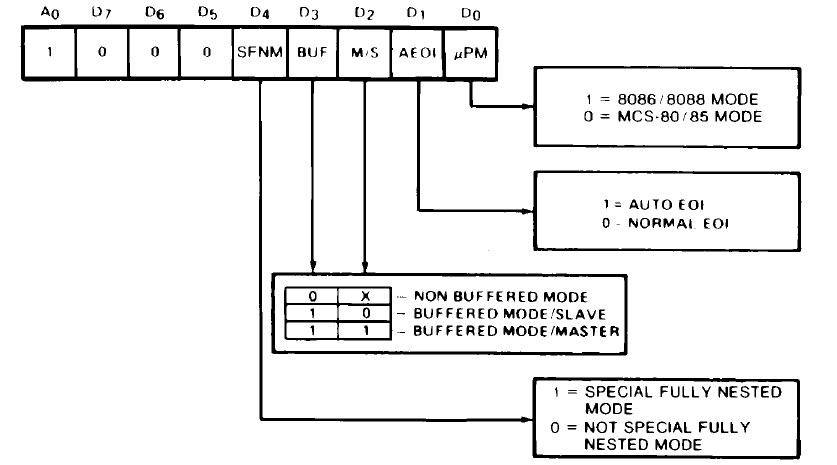 A0 D7 D6 D5 D4 D3 D2 D1 D0
1 0 0 0 SFNM BUF M/S AEOI μPM
1 = 8086/8088 MODE
0 = MCS-80/85 MODE
1 = AUTO EOI
0 - NORMAL EOI
0 X – NON BUFFERED MODE
1 0 – BUFFERED MODE/SLAVE
1 1 – BUFFERED MODE/MASTER
1 = SPECIAL FULLY NESTED
MODE
0 = NOT SPECIAL FULLY
NESTED MODE